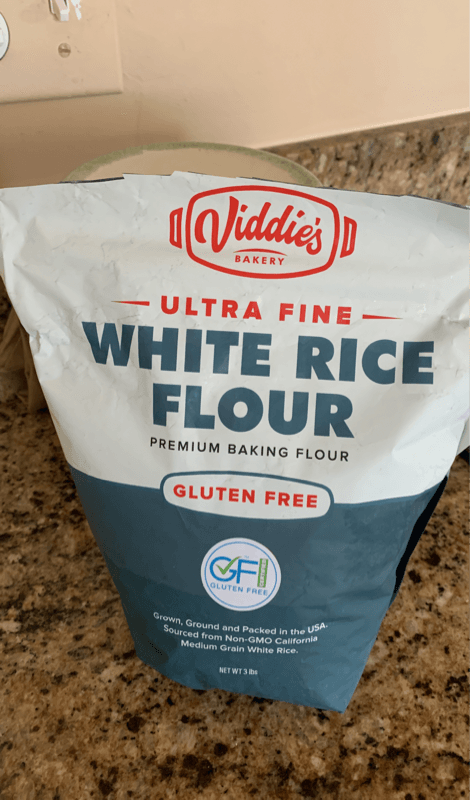 Viddie's
BAKERY
ULTRA FINE
WHITE RICE
FLOUR
PREMIUM BAKING FLOUR
GLUTEN FREE
GF
CERTIFIED
GLUTEN FREE
Grown, Ground and Packed in the USA.
Sourced from Non-GMO California
Medium Grain White Rice.
NET WT 3 lbs